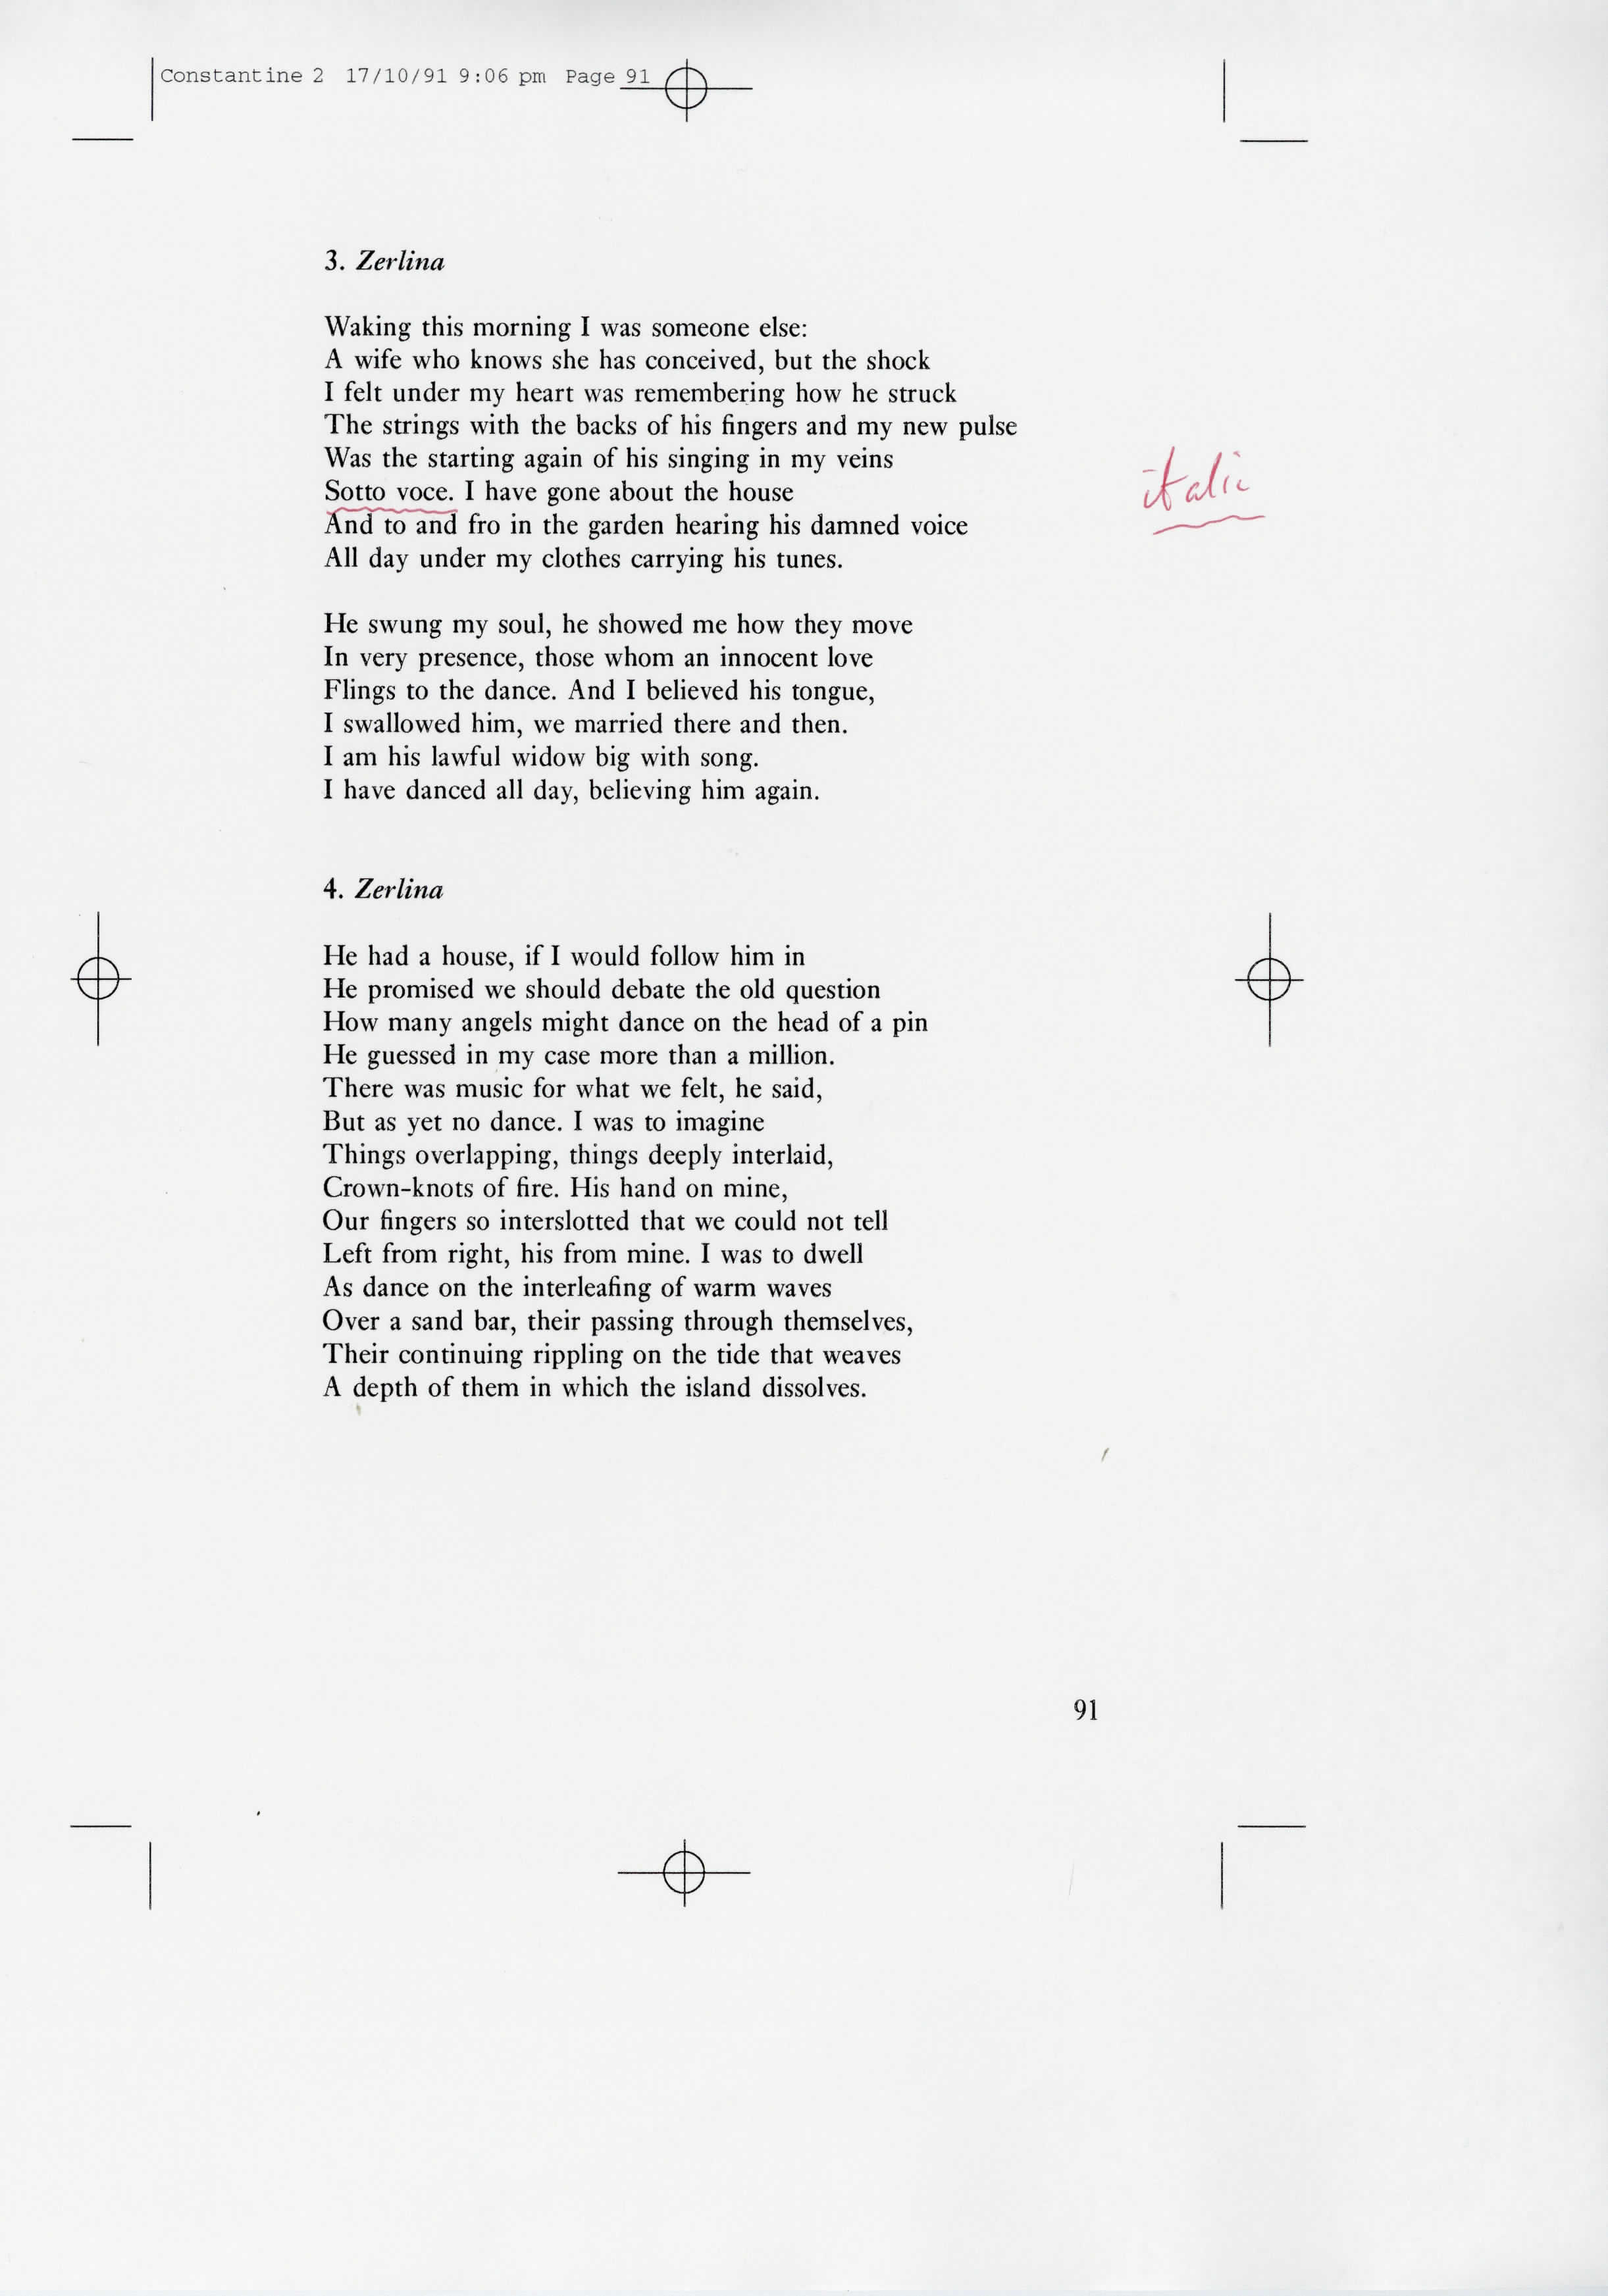 Constantine 2 17/10/91 9:06 pm Page 91
3. Zerlina
Waking this morning I was someone else:
A wife who knows she has conceived, but the shock
I felt under my heart was remembering how he struck
The strings with the backs of his fingers and my new pulse
Was the starting again of his singing in my veins
Sotto voce. I have gone about the house
italic
And to and fro in the garden hearing his damned voice
All day under my clothes carrying his tunes.
He swung my soul, he showed me how they move
In very presence, those whom an innocent love
Flings to the dance. And I believed his tongue,
I swallowed him, we married there and then.
I am his lawful widow big with song.
I have danced all day, believing him again.
4. Zerlina
He had a house, if I would follow him in
He promised we should debate the old question
How many angels might dance on the head of a pin
He guessed in my case more than a million.
There was music for what we felt, he said,
But as yet no dance. I was to imagine
Things overlapping, things deeply interlaid,
Crown-knots of fire. His hand on mine,
Our fingers so interslotted that we could not tell
Left from right, his from mine. I was to dwell
As dance on the interleafing of warm waves
Over a sand bar, their passing through themselves,
Their continuing rippling on the tide that weaves
A depth of them in which the island dissolves.
91